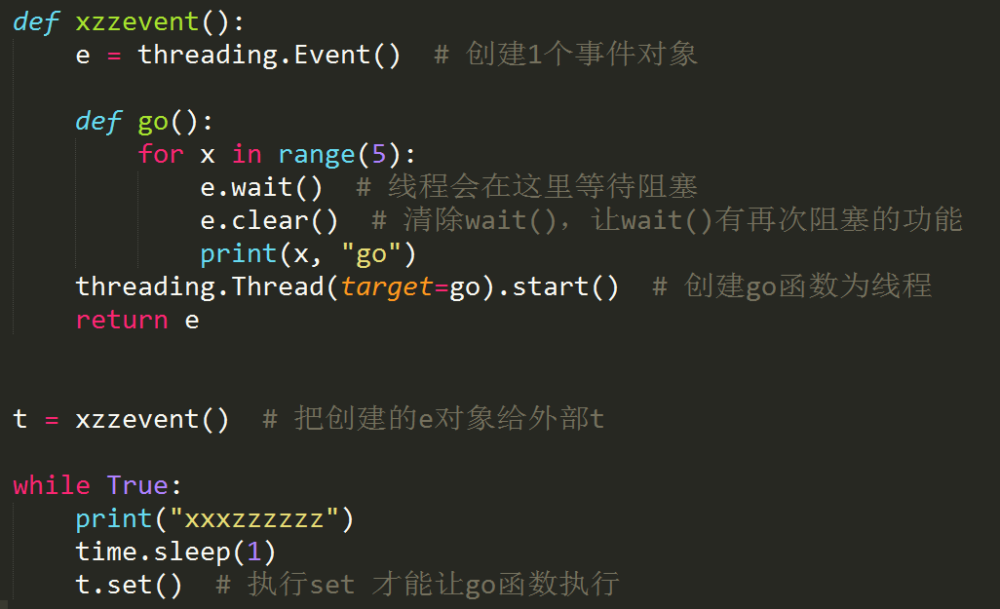 def xzzevent():
    e = threading.Event()  # 创建1个事件对象
    def go():
        for x in range(5):
            e.wait()  # 线程会在这里等待阻塞
            e.clear()  # 清除wait(), 让wait()有再次阻塞的功能
            print(x, "go")
    threading.Thread(target=go).start()  # 创建go函数为线程
    return e
t = xzzevent()  # 把创建的e对象给外部t
while True:
    print("xxxzzzzzz")
    time.sleep(1)
    t.set()  # 执行set 才能让go函数执行